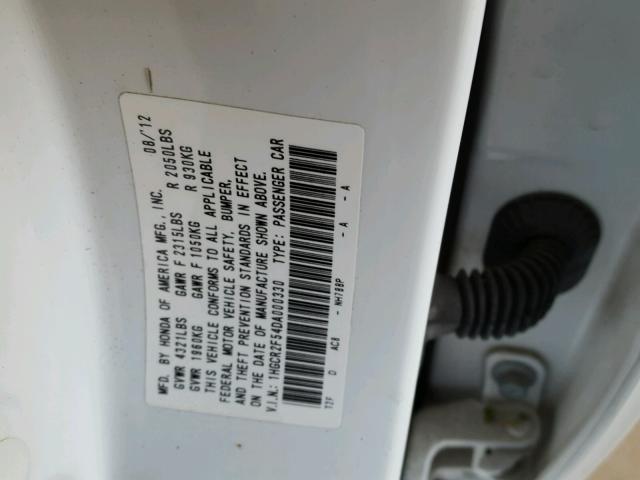 MFD. BY HONDA OF AMERICA MFG., INC. 08/'12
GVWR 4321LBS GAWR F 2315LBS R 2050LBS
GVWR 1960KG GAWR F 1050KG R 930KG
THIS VEHICLE CONFORMS TO ALL APPLICABLE
FEDERAL MOTOR VEHICLE SAFETY, BUMPER,
AND THEFT PREVENTION STANDARDS IN EFFECT
ON THE DATE OF MANUFACTURE SHOWN ABOVE.
V.I.N.: 1HGCR2F54DA000330 TYPE: PASSENGER CAR
T2F D AC8 - NH788P - A - A